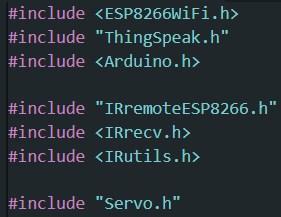 #include <ESP8266WiFi.h>
#include "ThingSpeak.h"
#include <Arduino.h>
#include "IRremoteESP8266.h"
#include <IRrecv.h>
#include <IRutils.h>
#include "Servo.h"